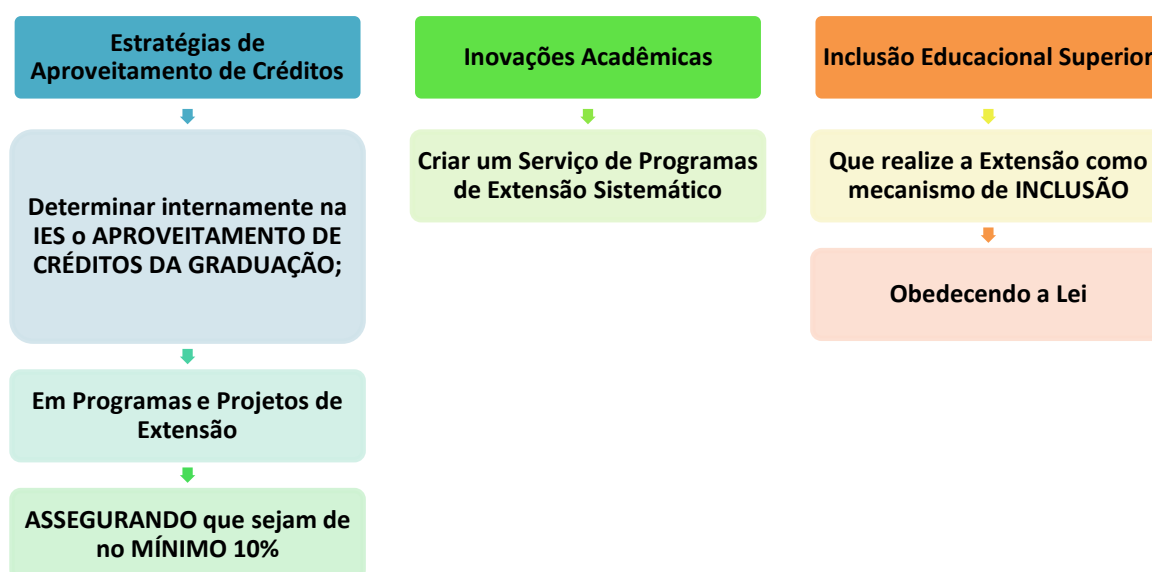 Estratégias de
Aproveitamento de Créditos
Determinar internamente na
IES o APROVEITAMENTO DE
CRÉDITOS DA GRADUAÇÃO;
Em Programas e Projetos de
Extensão
ASSEGURANDO que sejam de
no MÍNIMO 10%
Inovações Acadêmicas
Criar um Serviço de Programas
de Extensão Sistemático
Inclusão Educacional Superior
Que realize a Extensão como
mecanismo de INCLUSÃO
Obedecendo a Lei